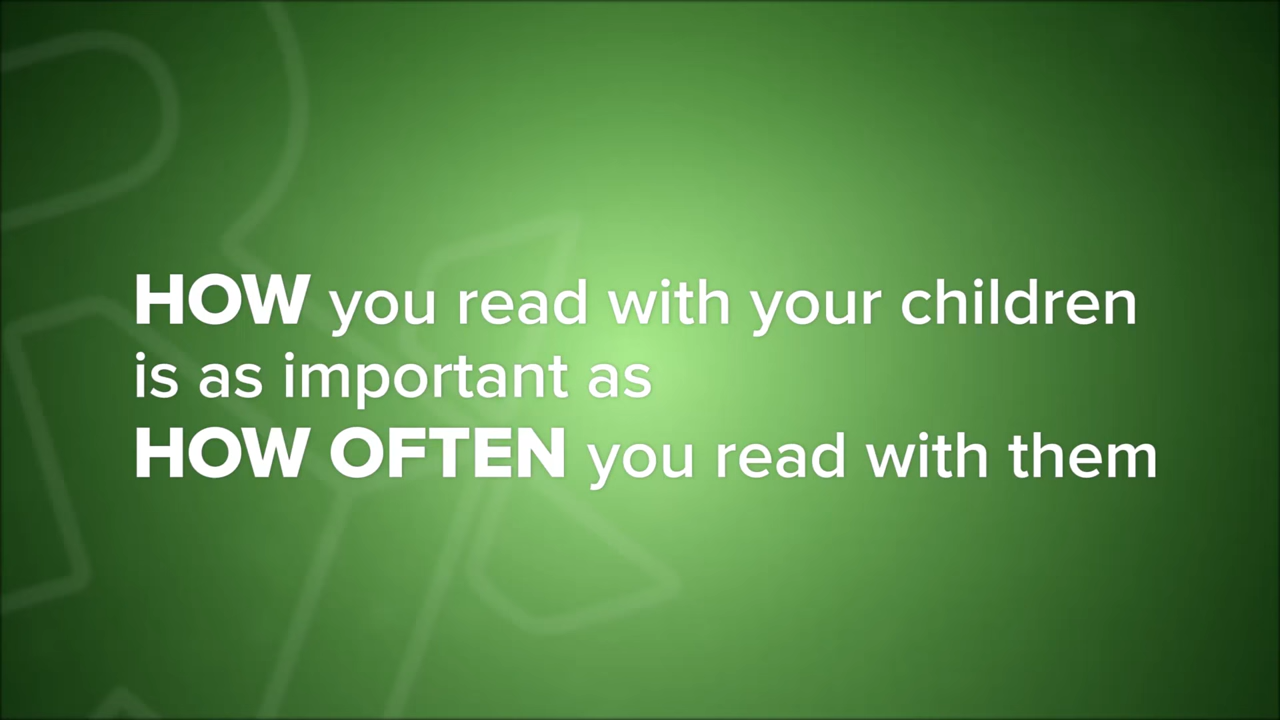 HOW you read with your children
is as important as
HOW OFTEN you read with them